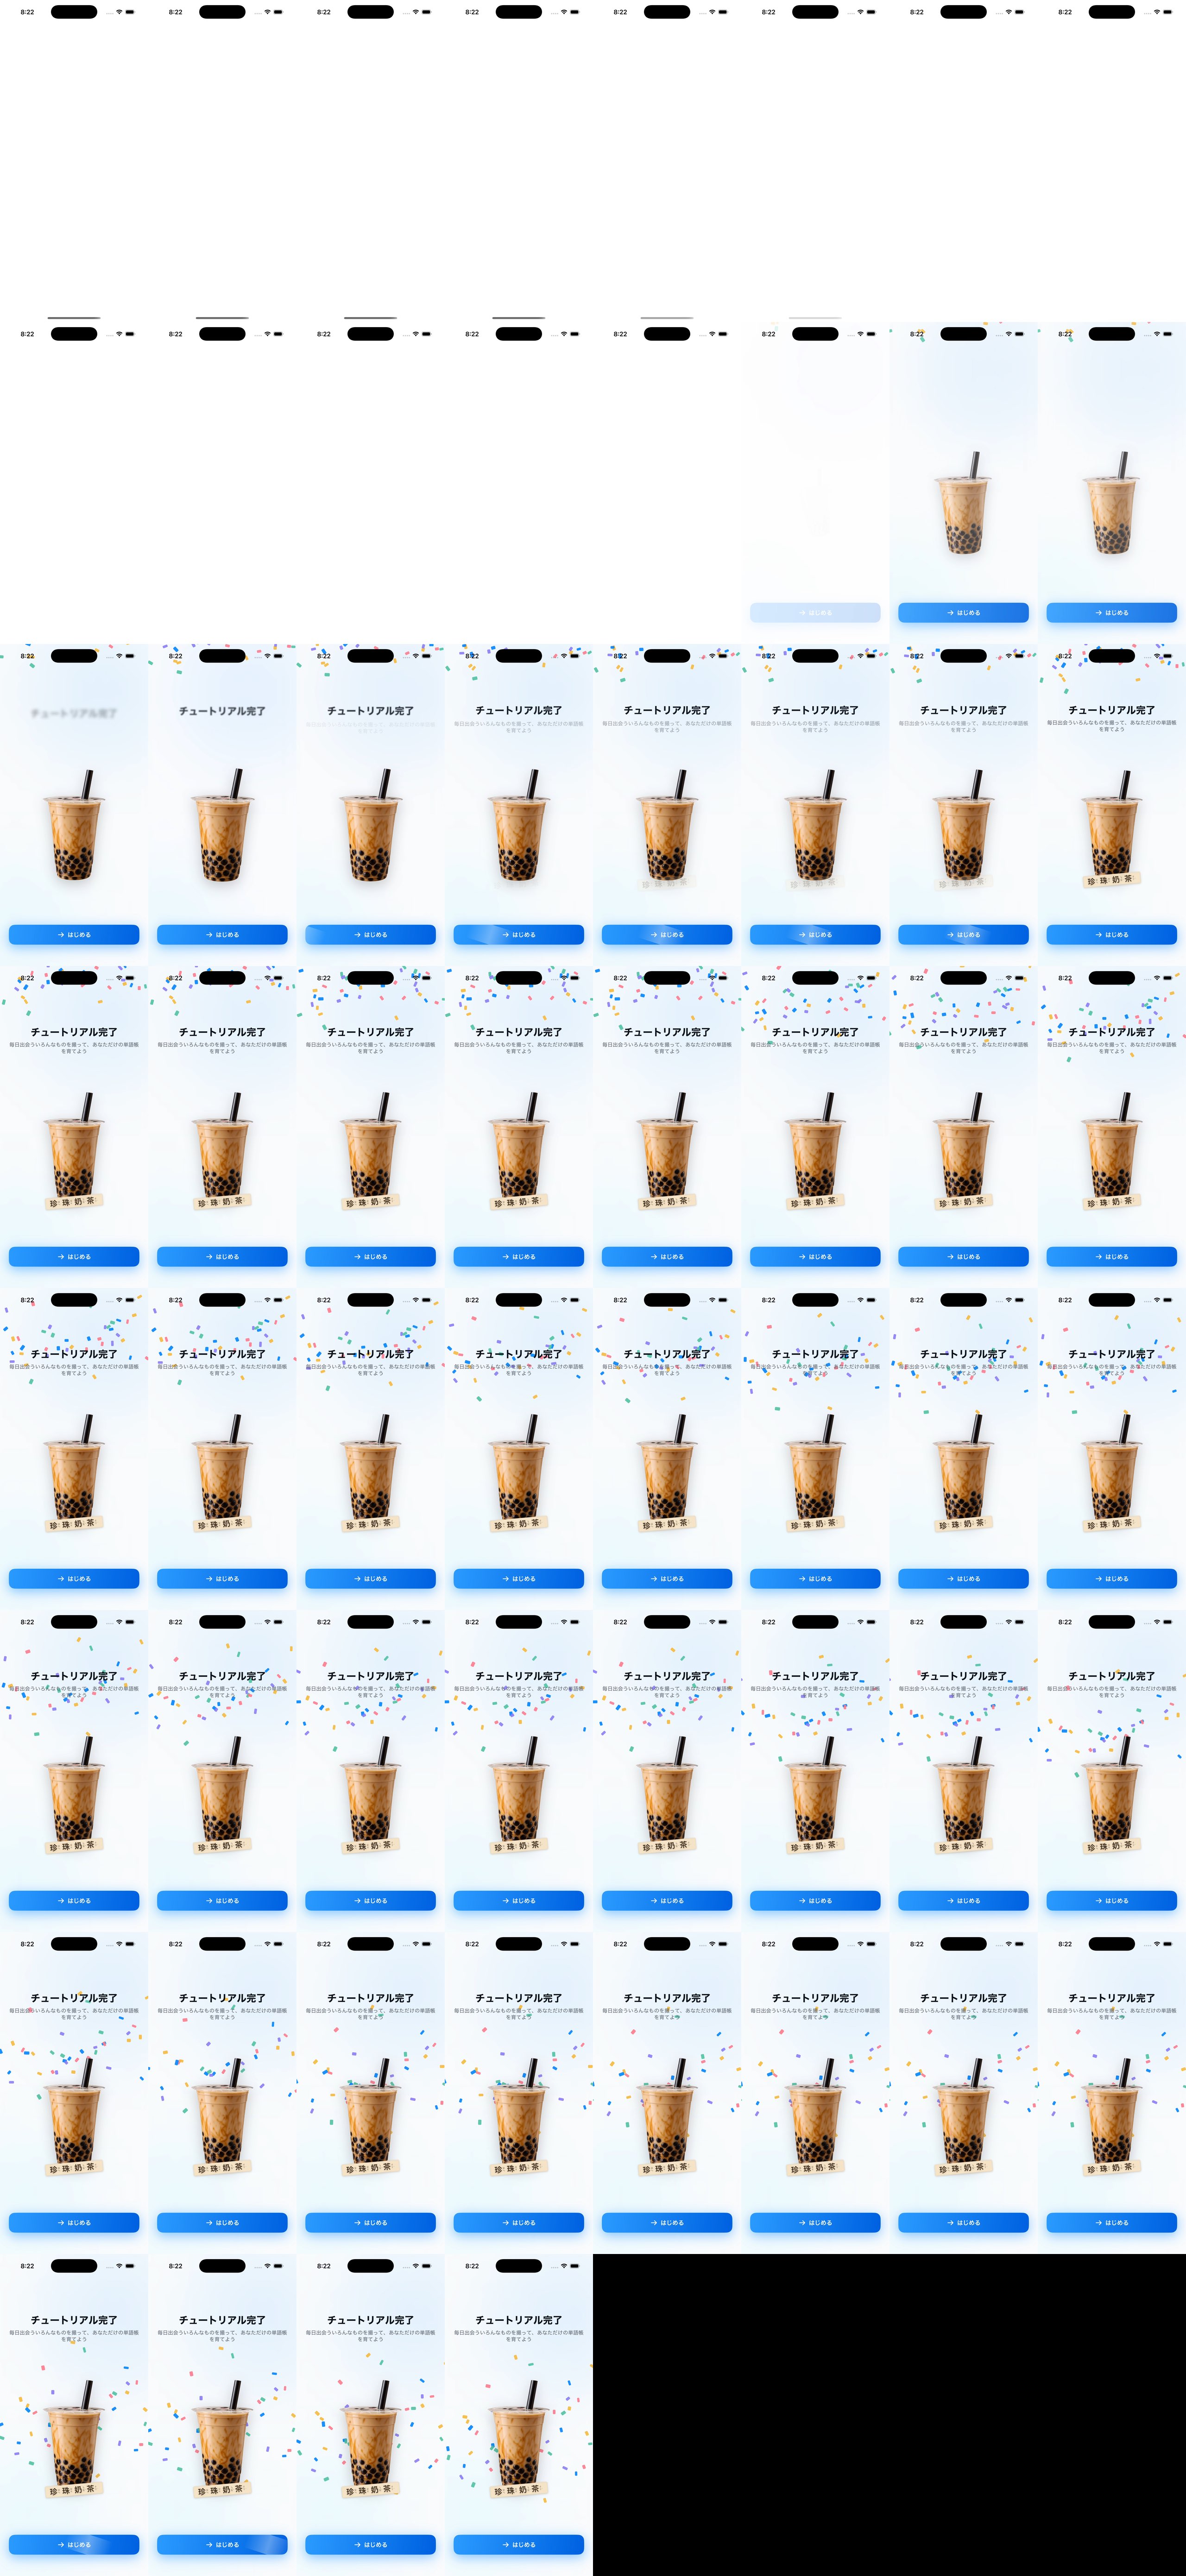 8:22
チュートリアル完了
毎日出会ういろんなものを撮って、あなただけの単語帳
を育てよう
珍珠奶茶
→ はじめる